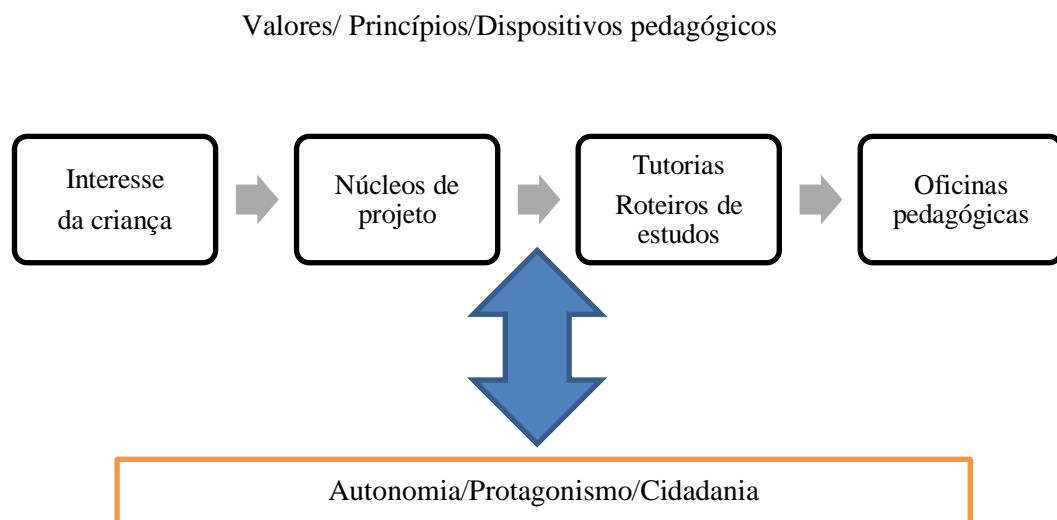 Valores/ Princípios/Dispositivos pedagógicos
Interesse
da criança
Núcleos de
projeto
Tutorias
Roteiros de
estudos
Oficinas
pedagógicas
Autonomia/Protagonismo/Cidadania